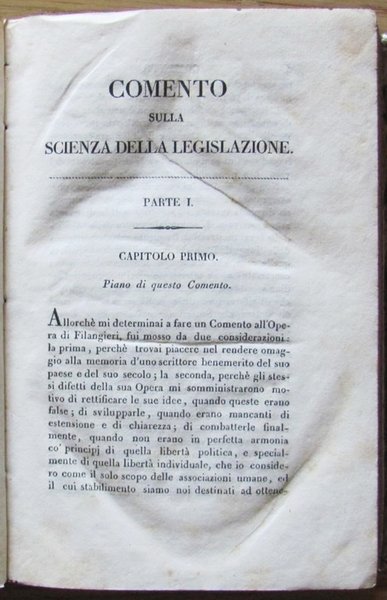 COMENTO
SULLA
SCIENZA DELLA LEGISLAZIONE.
PARTE I.
CAPITOLO PRIMO.
Piano di questo Comento.
Allorchè mi determinai a fare un Comento all'Ope-
ra di Filangieri, fui mosso da due considerazioni:
la prima, perchè trovai piacere nel rendere omag-
gio alla memoria d'uno scrittore benemerito del suo
paese e del suo secolo; la seconda, perchè gli stes-
si difetti della sua Opera mi somministrarono mo-
tivo di rettificare le sue idee, quando queste erano
false; di svilupparle, quando erano mancanti di
estensione e di chiarezza; di combatterle final-
mente, quando non erano in perfetta armonia
co' principj di quella libertà politica, e special-
mente di quella libertà individuale, che io conside-
ro come il solo scopo delle associazioni umane, ed
il cui stabilimento siamo noi destinati ad ottene-